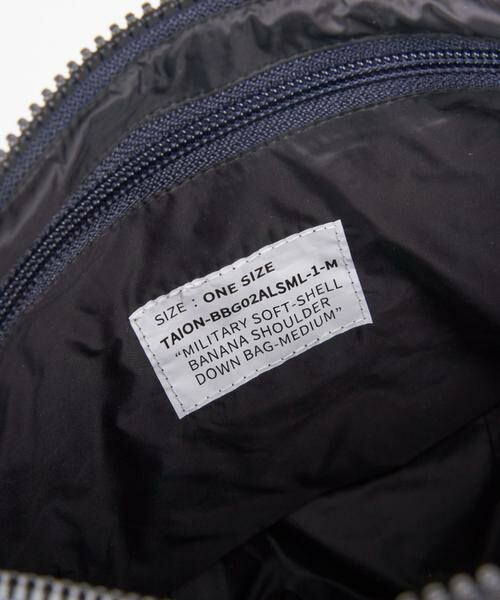 SIZE : ONE SIZE
TAION-BBG02ALSML-1-M
“MILITARY SOFT-SHELL
BANANA SHOULDER
DOWN BAG-MEDIUM”